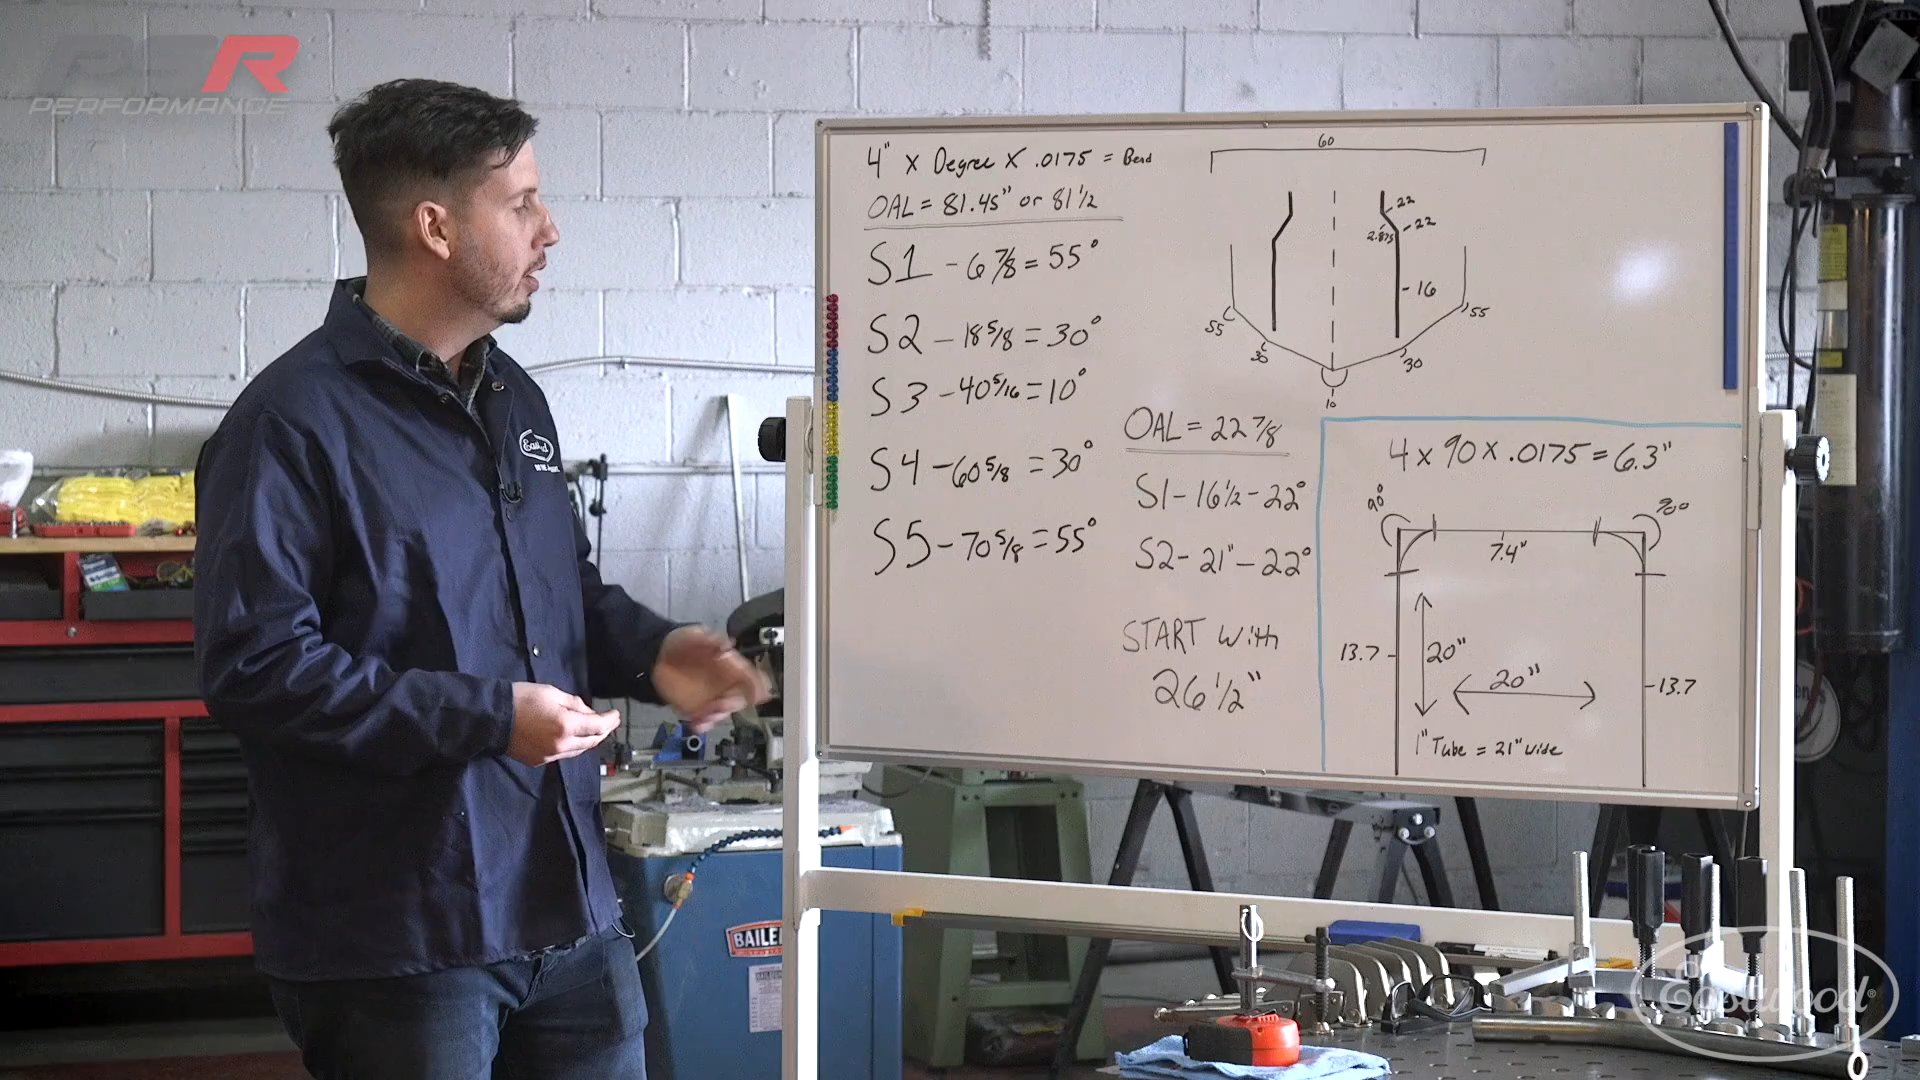 PSR
PERFORMANCE
4" x Degree x .0175 = Bend
OAL = 81.45" or 81 1/2
S1 - 6 7/8 = 55°
S2 - 18 5/8 = 30°
S3 - 40 5/16 = 10°
S4 - 60 5/8 = 30°
S5 - 70 5/8 = 55°
60
22
2.875
- 22
- 16
55
55
30
30
10
OAL = 22 7/8
S1 - 16 1/2 - 22°
S2 - 21" - 22°
START with
26 1/2"
4 x 90 x .0175 = 6.3"
90°
90°
7.4"
13.7 -
20"
20"
- 13.7
1" Tube = 21" wide
Eastwood
BAILE
Eastwood®